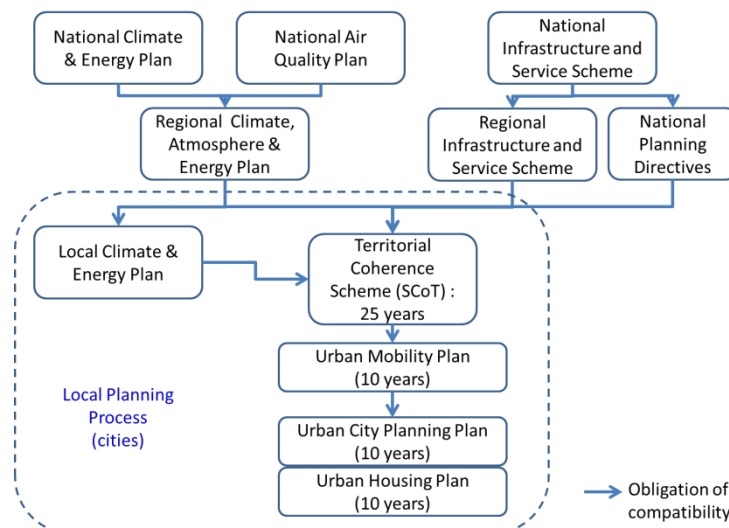 National Climate
& Energy Plan
National Air
Quality Plan
National
Infrastructure and
Service Scheme
Regional Climate,
Atmosphere &
Energy Plan
Regional
Infrastructure and
Service Scheme
National
Planning
Directives
Local Climate &
Energy Plan
Territorial
Coherence
Scheme (SCoT) :
25 years
Urban Mobility Plan
(10 years)
Local Planning
Process
(cities)
Urban City Planning Plan
(10 years)
Urban Housing Plan
(10 years)
Obligation of
compatibility